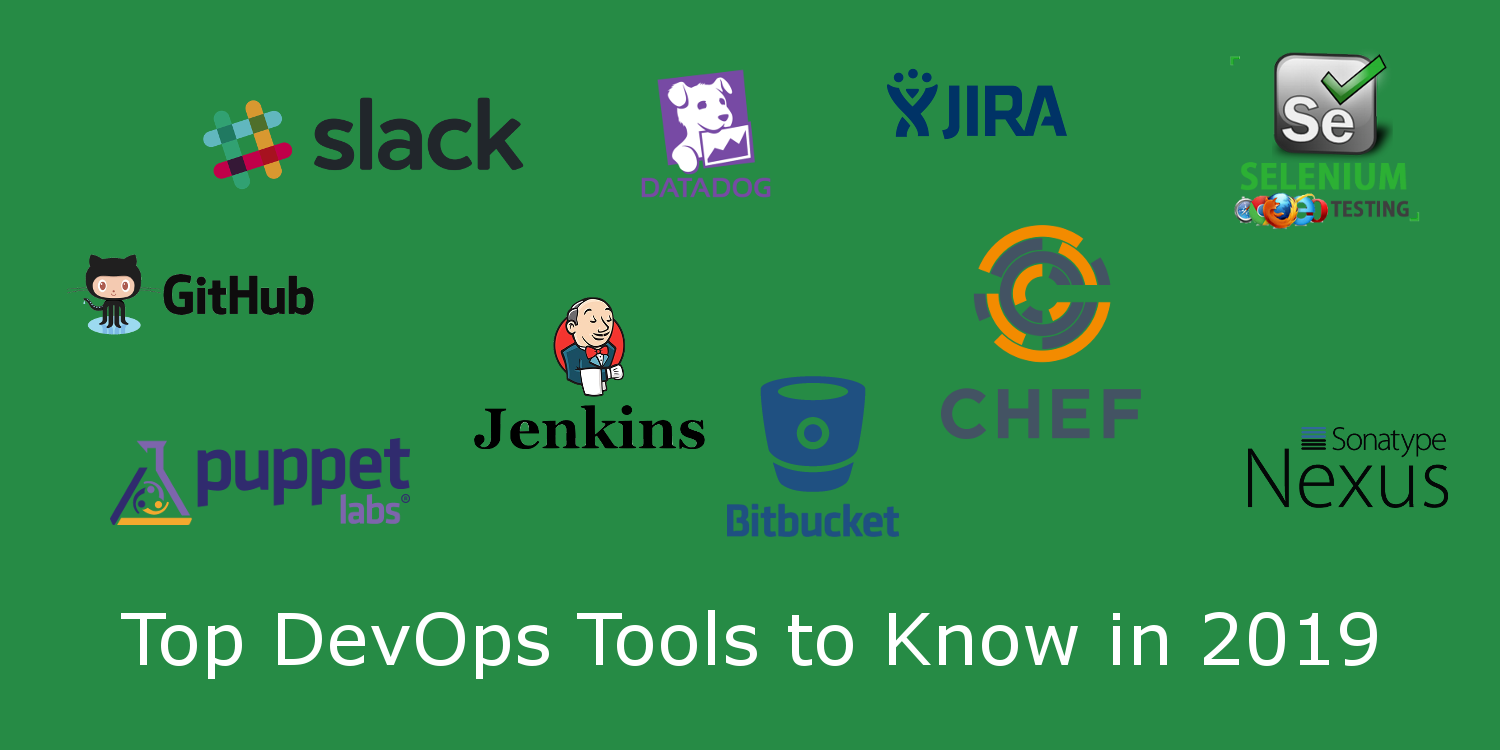 slack
DATADOG
JIRA
Se
SELENIUM
TESTING
GitHub
CHEF
Jenkins
puppet
labs®
Bitbucket
Sonatype
Nexus
Top DevOps Tools to Know in 2019